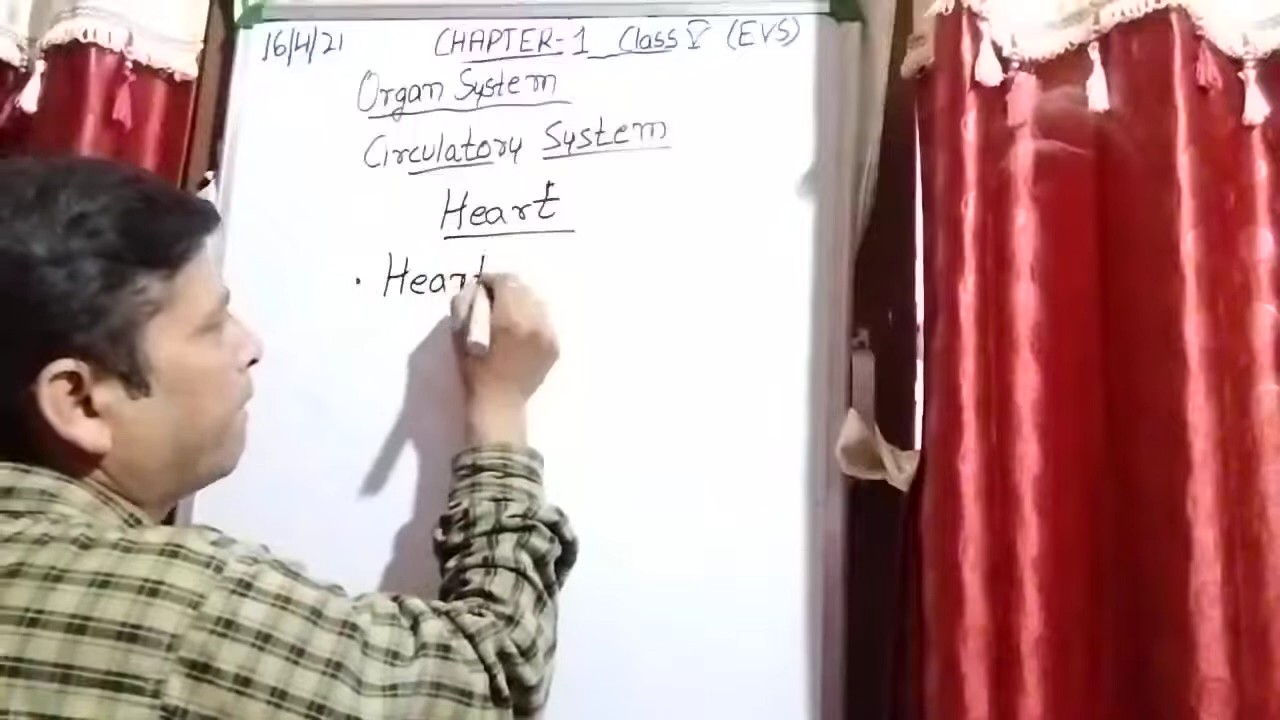 16/4/21 CHAPTER-1 Class V (EVS)
Organ System
Circulatory System
Heart
• Heart